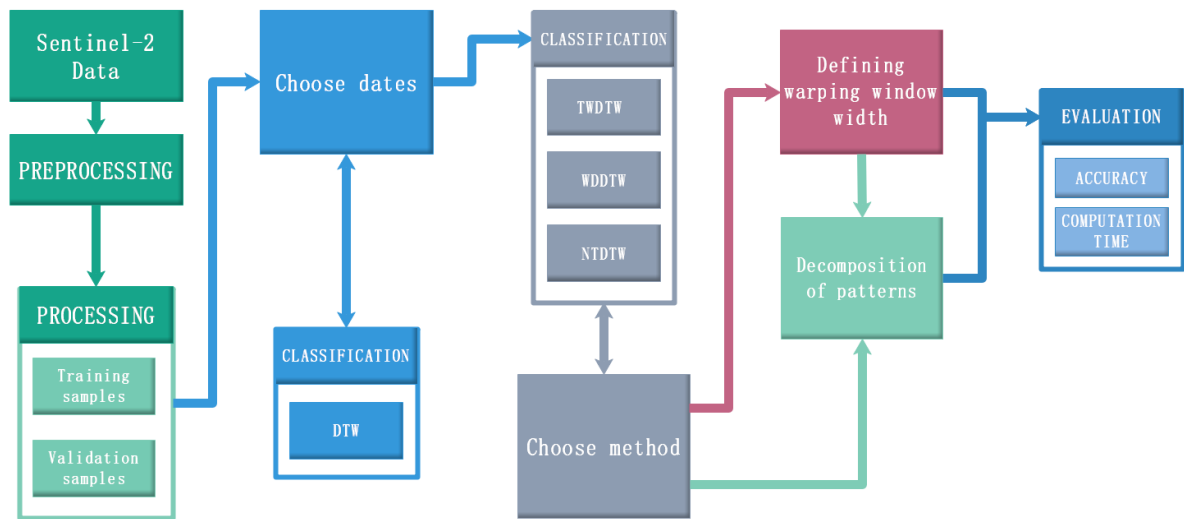 Sentinel-2
Data
PREPROCESSING
PROCESSING
Training
samples
Validation
samples
Choose dates
CLASSIFICATION
DTW
CLASSIFICATION
TWDTW
WDDTW
NTDTW
Choose method
Defining
warping window
width
Decomposition
of patterns
EVALUATION
ACCURACY
COMPUTATION
TIME